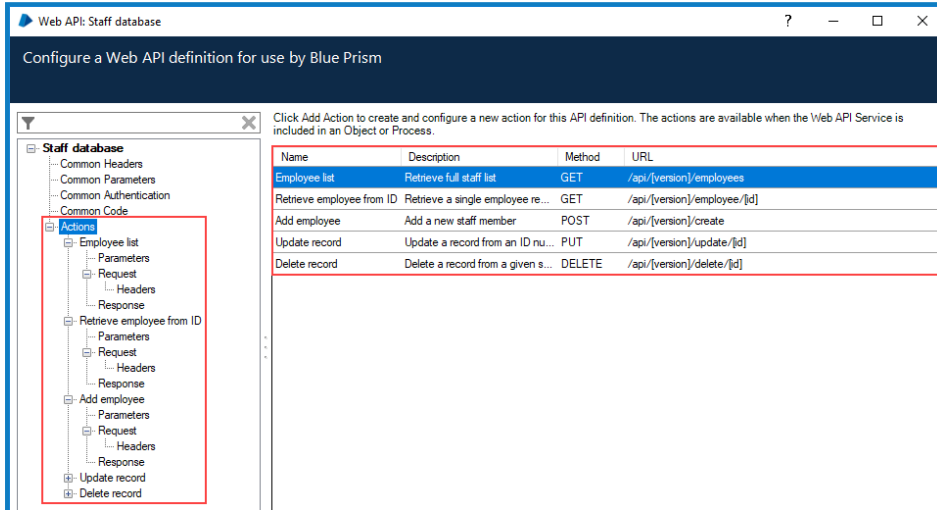 Web API: Staff database
Configure a Web API definition for use by Blue Prism
Click Add Action to create and configure a new action for this API definition. The actions are available when the Web API Service is
included in an Object or Process.
Staff database
Common Headers
Common Parameters
Common Authentication
Common Code
Actions
Employee list
Parameters
Request
Headers
Response
Retrieve employee from ID
Parameters
Request
Headers
Response
Add employee
Parameters
Request
Headers
Response
Update record
Delete record
Name Description Method URL
Employee list Retrieve full staff list GET /api/[version]/employees
Retrieve employee from ID Retrieve a single employee re... GET /api/[version]/employee/[id]
Add employee Add a new staff member POST /api/[version]/create
Update record Update a record from an ID nu... PUT /api/[version]/update/[id]
Delete record Delete a record from a given s... DELETE /api/[version]/delete/[id]